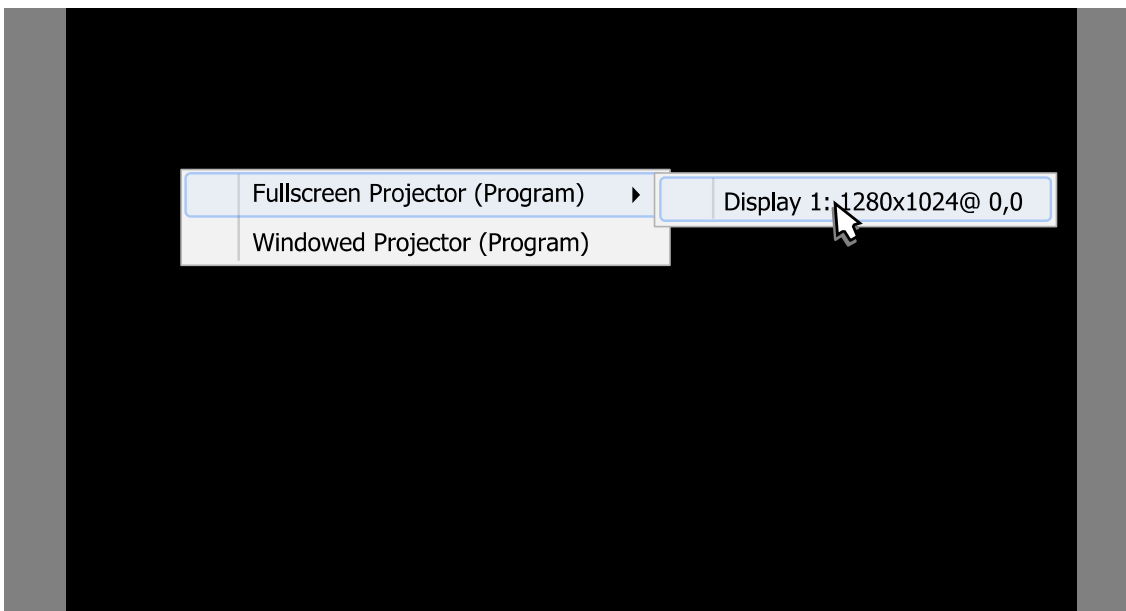 Fullscreen Projector (Program)
Display 1: 1280x1024@ 0,0
Windowed Projector (Program)